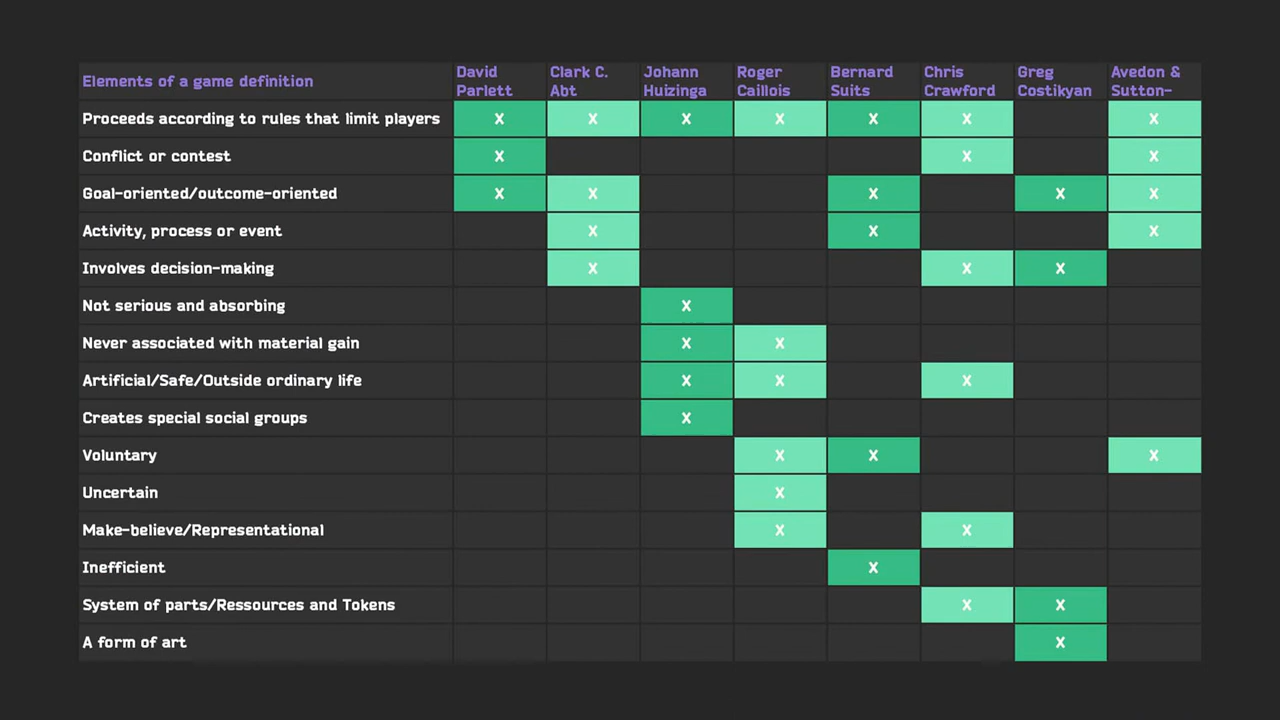 Elements of a game definition David Parlett Clark C. Abt Johann Huizinga Roger Caillois Bernard Suits Chris Crawford Greg Costikyan Avedon & Sutton-
Proceeds according to rules that limit players X X X X X X X
Conflict or contest X X X
Goal-oriented/outcome-oriented X X X X X
Activity, process or event X X X
Involves decision-making X X X
Not serious and absorbing X
Never associated with material gain X X
Artificial/Safe/Outside ordinary life X X X
Creates special social groups X
Voluntary X X X
Uncertain X
Make-believe/Representational X X
Inefficient X
System of parts/Ressources and Tokens X X
A form of art X